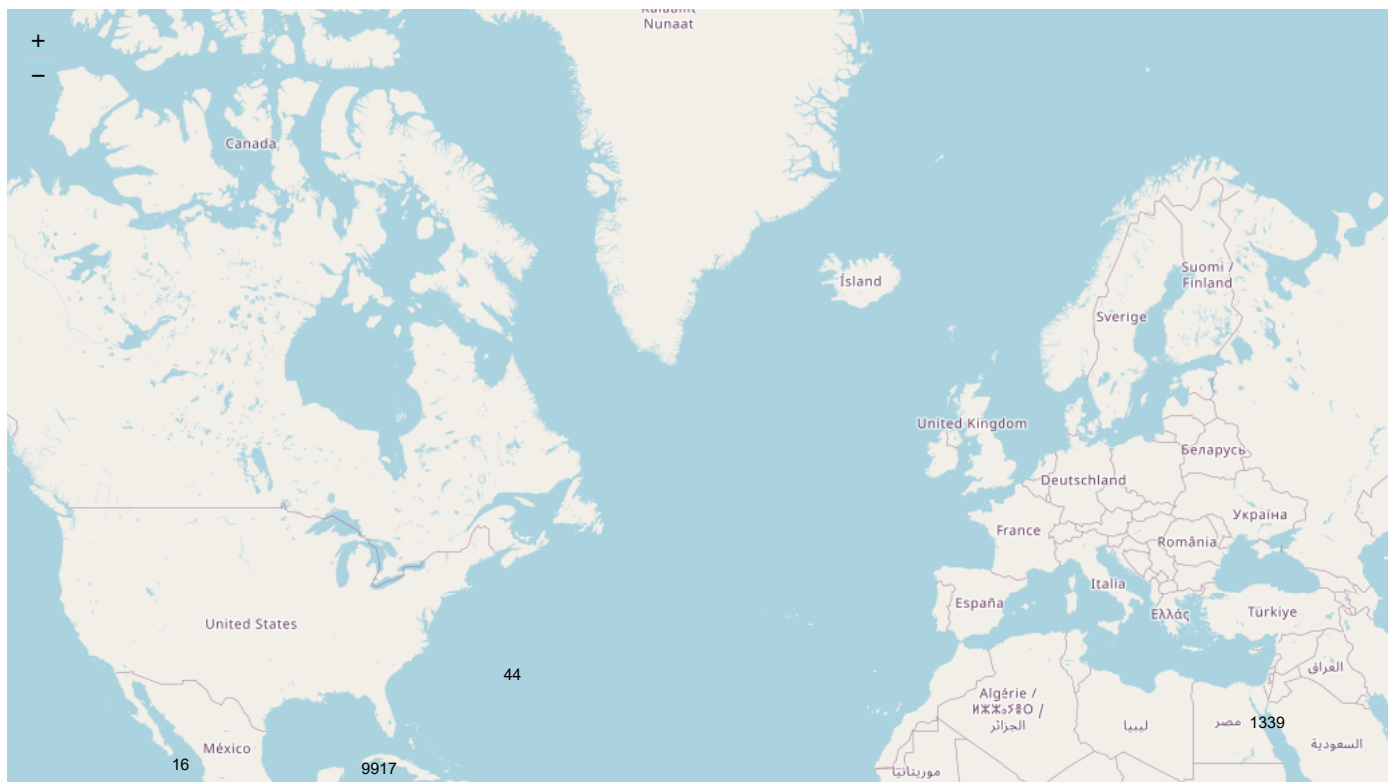 Kalaallit
Nunaat
+
−
Canada
Ísland
Suomi /
Finland
Sverige
United Kingdom
Беларусь
Deutschland
Україна
France
România
Italia
España
Ελλάς
Türkiye
United States
العراق
44
Algérie /
ⵍⵣⵣⴰⵢⴻⵔ /
الجزائر
ليبيا
مصر
1339
السعودية
México
16
9917
موريتانيا